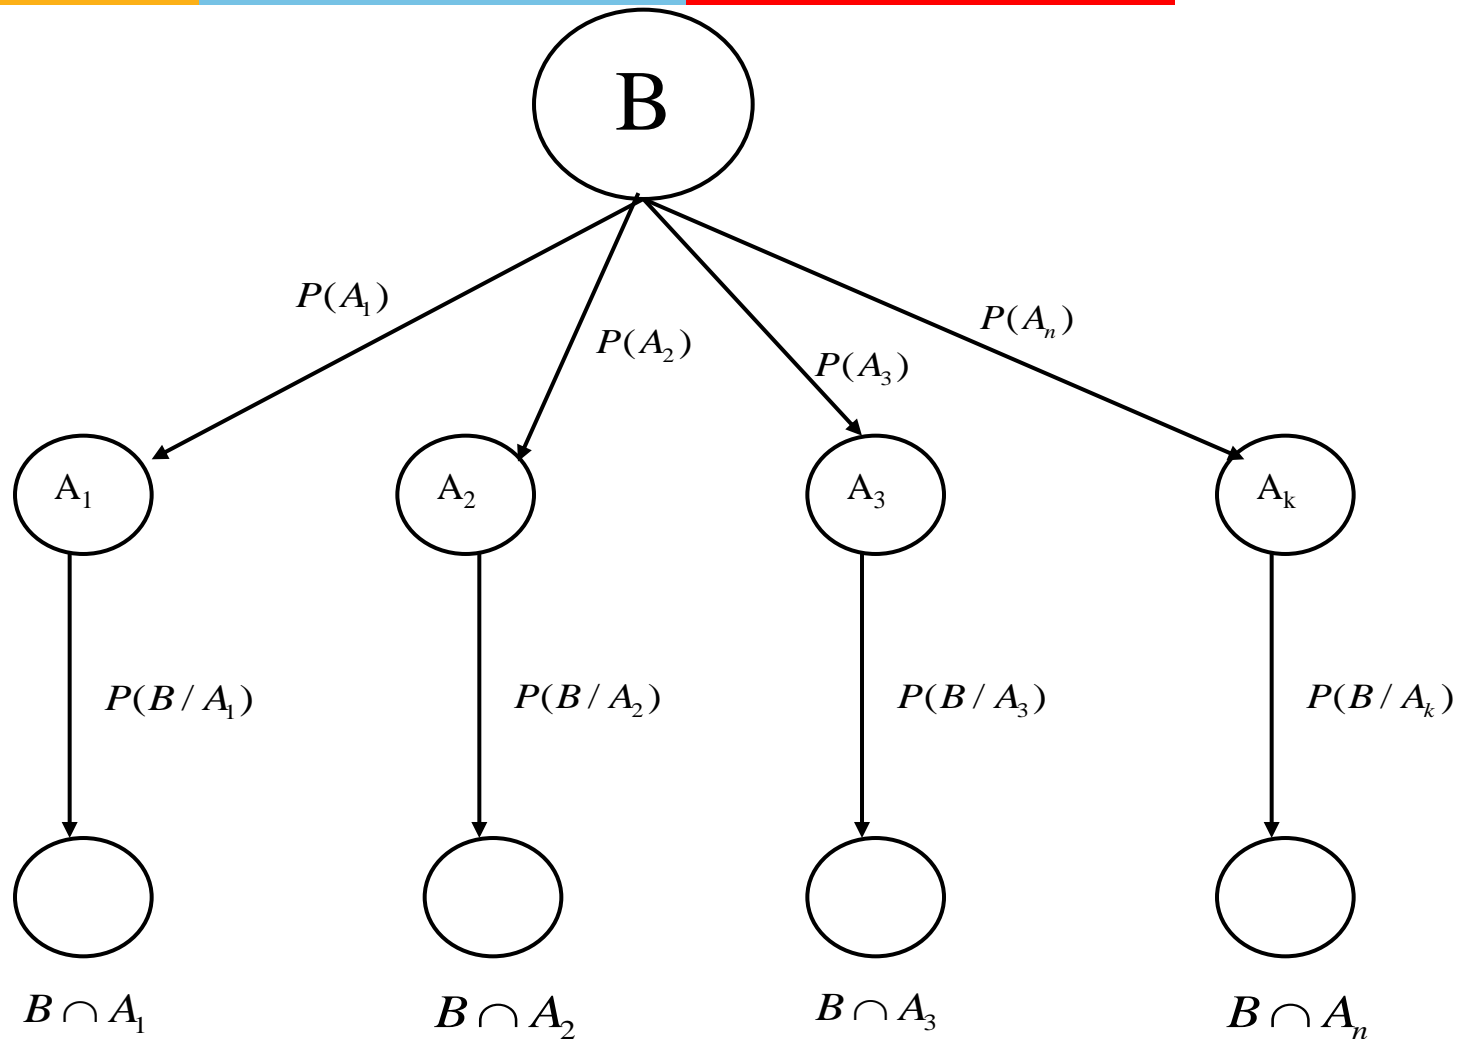 B
P(A₁)
P(A₂)
P(A₃)
P(Aₙ)
A₁
A₂
A₃
Aₖ
P(B / A₁)
P(B / A₂)
P(B / A₃)
P(B / Aₖ)
B ∩ A₁
B ∩ A₂
B ∩ A₃
B ∩ Aₙ